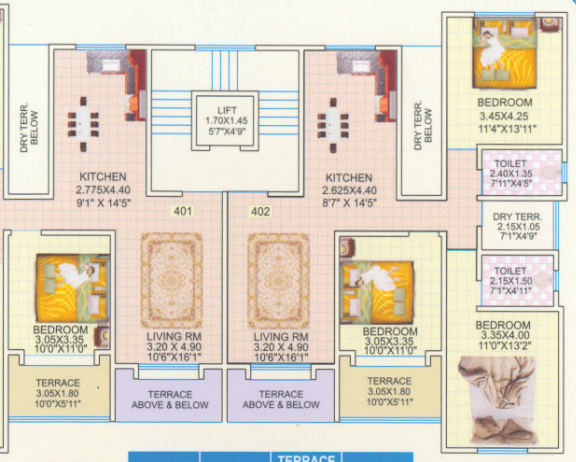 DRY TERR.
BELOW
KITCHEN
2.775X4.40
9'1" X 14'5"
LIFT
1.70X1.45
5'7"X4'9"
KITCHEN
2.625X4.40
8'7" X 14'5"
DRY TERR.
BELOW
BEDROOM
3.45X4.25
11'4"X13'11"
TOILET
2.40X1.35
7'11"X4'5"
DRY TERR.
2.15X1.05
7'1"X4'9"
TOILET
2.15X1.50
7'1"X4'11"
401
402
BEDROOM
3.05X3.35
10'0"X11'0"
LIVING RM
3.20 X 4.90
10'6"X16'1"
LIVING RM
3.20 X 4.90
10'6"X16'1"
BEDROOM
3.05X3.35
10'0"X11'0"
BEDROOM
3.35X4.00
11'0"X13'2"
TERRACE
3.05X1.80
10'0"X5'11"
TERRACE
ABOVE & BELOW
TERRACE
ABOVE & BELOW
TERRACE
3.05X1.80
10'0"X5'11"
TERRACE